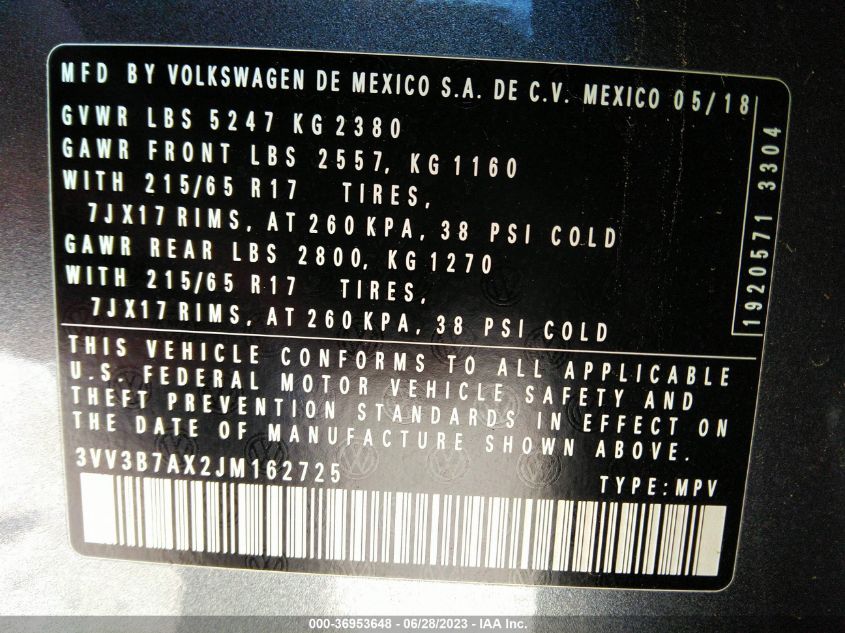 MFD BY VOLKSWAGEN DE MEXICO S.A. DE C.V. MEXICO 05/18
GVWR LBS 5247 KG 2380
GAWR FRONT LBS 2557, KG 1160
WITH 215/65 R17 TIRES,
7JX17 RIMS, AT 260 KPA, 38 PSI COLD
GAWR REAR LBS 2800, KG 1270
WITH 215/65 R17 TIRES,
7JX17 RIMS, AT 260 KPA, 38 PSI COLD
1920571 3304
THIS VEHICLE CONFORMS TO ALL APPLICABLE
U.S. FEDERAL MOTOR VEHICLE SAFETY AND
THEFT PREVENTION STANDARDS IN EFFECT ON
THE DATE OF MANUFACTURE SHOWN ABOVE.
3VV3B7AX2JM162725 TYPE: MPV
000-36953648 - 06/28/2023 - IAA Inc.